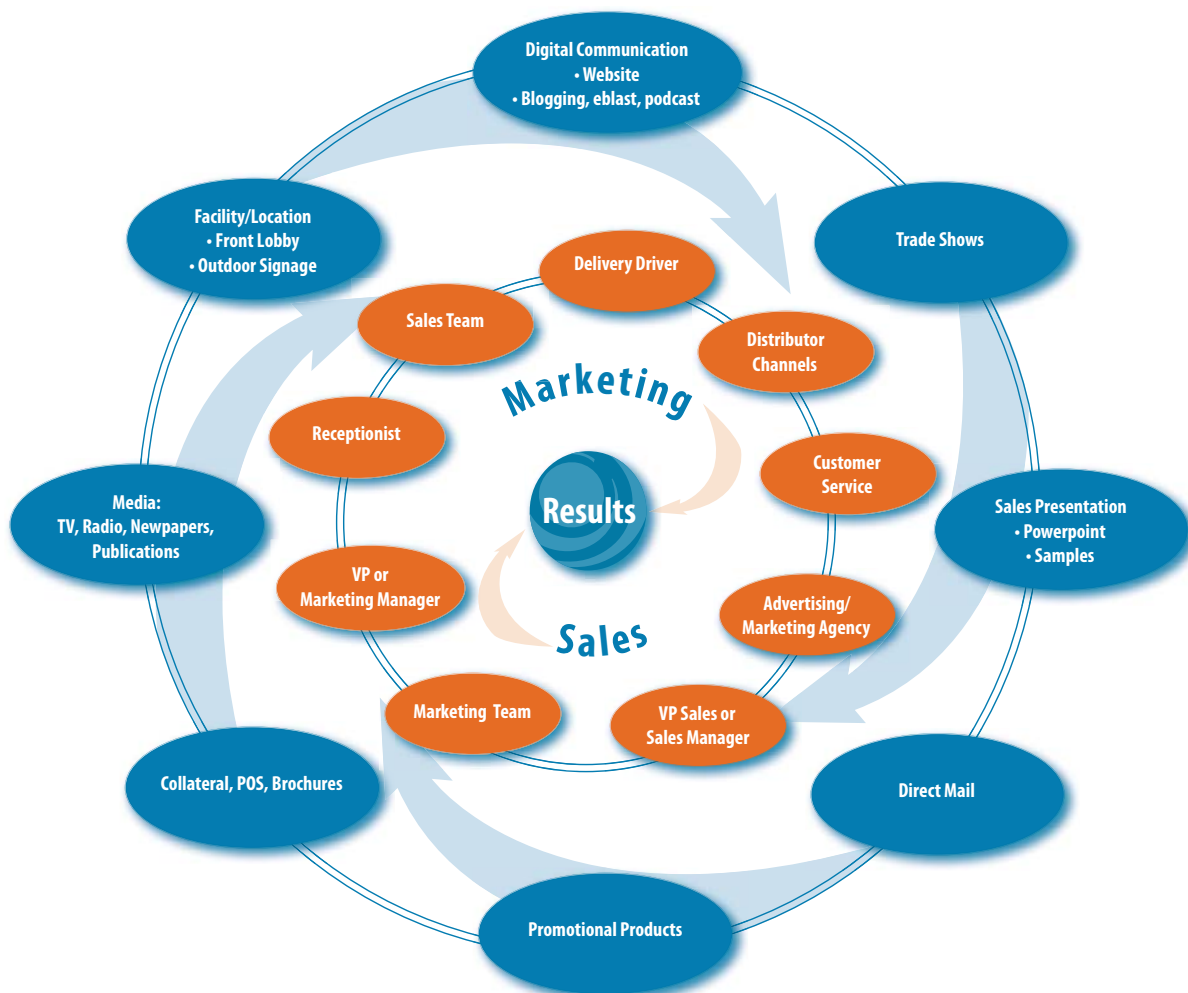 Digital Communication
• Website
• Blogging, eblast, podcast
Facility/Location
• Front Lobby
• Outdoor Signage
Trade Shows
Delivery Driver
Sales Team
Distributor
Channels
Marketing
Receptionist
Customer
Service
Media:
TV, Radio, Newpapers,
Publications
Results
Sales Presentation
• Powerpoint
• Samples
VP or
Marketing Manager
Advertising/
Marketing Agency
Sales
Marketing Team
VP Sales or
Sales Manager
Collateral, POS, Brochures
Direct Mail
Promotional Products